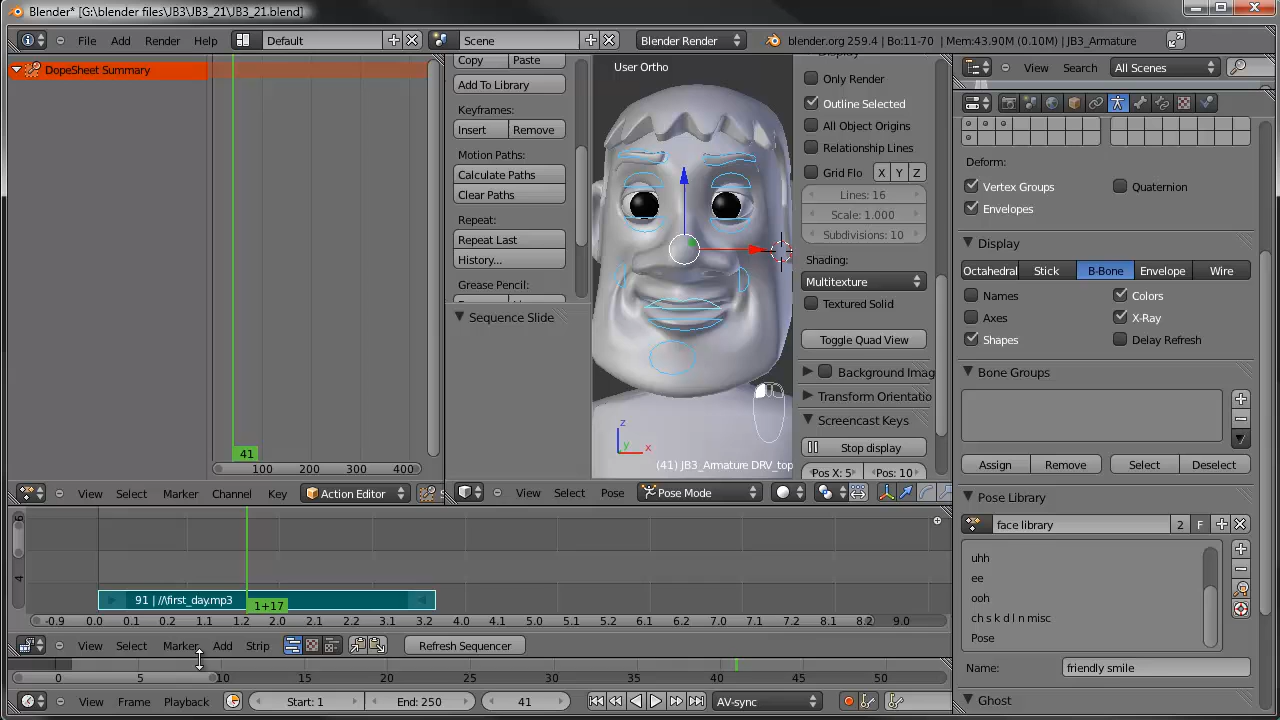 Blender* [G:\blender files\JB3\JB3_21\JB3_21.blend]
File Add Render Help Default Scene Blender Render blender.org 259.4 | Bo:11-70 | Mem:43.90M (0.10M) | JB3_Armature
DopeSheet Summary
41
100 200 300 400
View Select Marker Channel Key Action Editor
Copy Paste
Add To Library
Keyframes:
Insert Remove
Motion Paths:
Calculate Paths
Clear Paths
Repeat:
Repeat Last
History...
Grease Pencil:
Sequence Slide
User Ortho
z
y x
(41) JB3_Armature DRV_top
View Select Pose Pose Mode
Only Render
Outline Selected
All Object Origins
Relationship Lines
Grid Flo X Y Z
Lines: 16
Scale: 1.000
Subdivisions: 10
Shading:
Multitexture
Textured Solid
Toggle Quad View
Background Imag
Transform Orientatio
Screencast Keys
Stop display
Pos X: 5 Pos: 10
View Search All Scenes
Deform:
Vertex Groups Quaternion
Envelopes
Display
Octahedral Stick B-Bone Envelope Wire
Names Colors
Axes X-Ray
Shapes Delay Refresh
Bone Groups
Assign Remove Select Deselect
Pose Library
face library 2 F
uhh
ee
ooh
ch s k d l n misc
Pose
Name: friendly smile
Ghost
91 | //\first_day.mp3
1+17
-0.9 0.0 0.1 0.2 1.1 1.2 2.0 2.1 3.1 3.2 4.0 4.1 5.0 5.1 6.0 6.1 7.0 7.1 8.1 8.2 9.0
View Select Marker Add Strip Refresh Sequencer
0 5 10 15 20 25 30 35 40 45 50
View Frame Playback Start: 1 End: 250 41 AV-sync